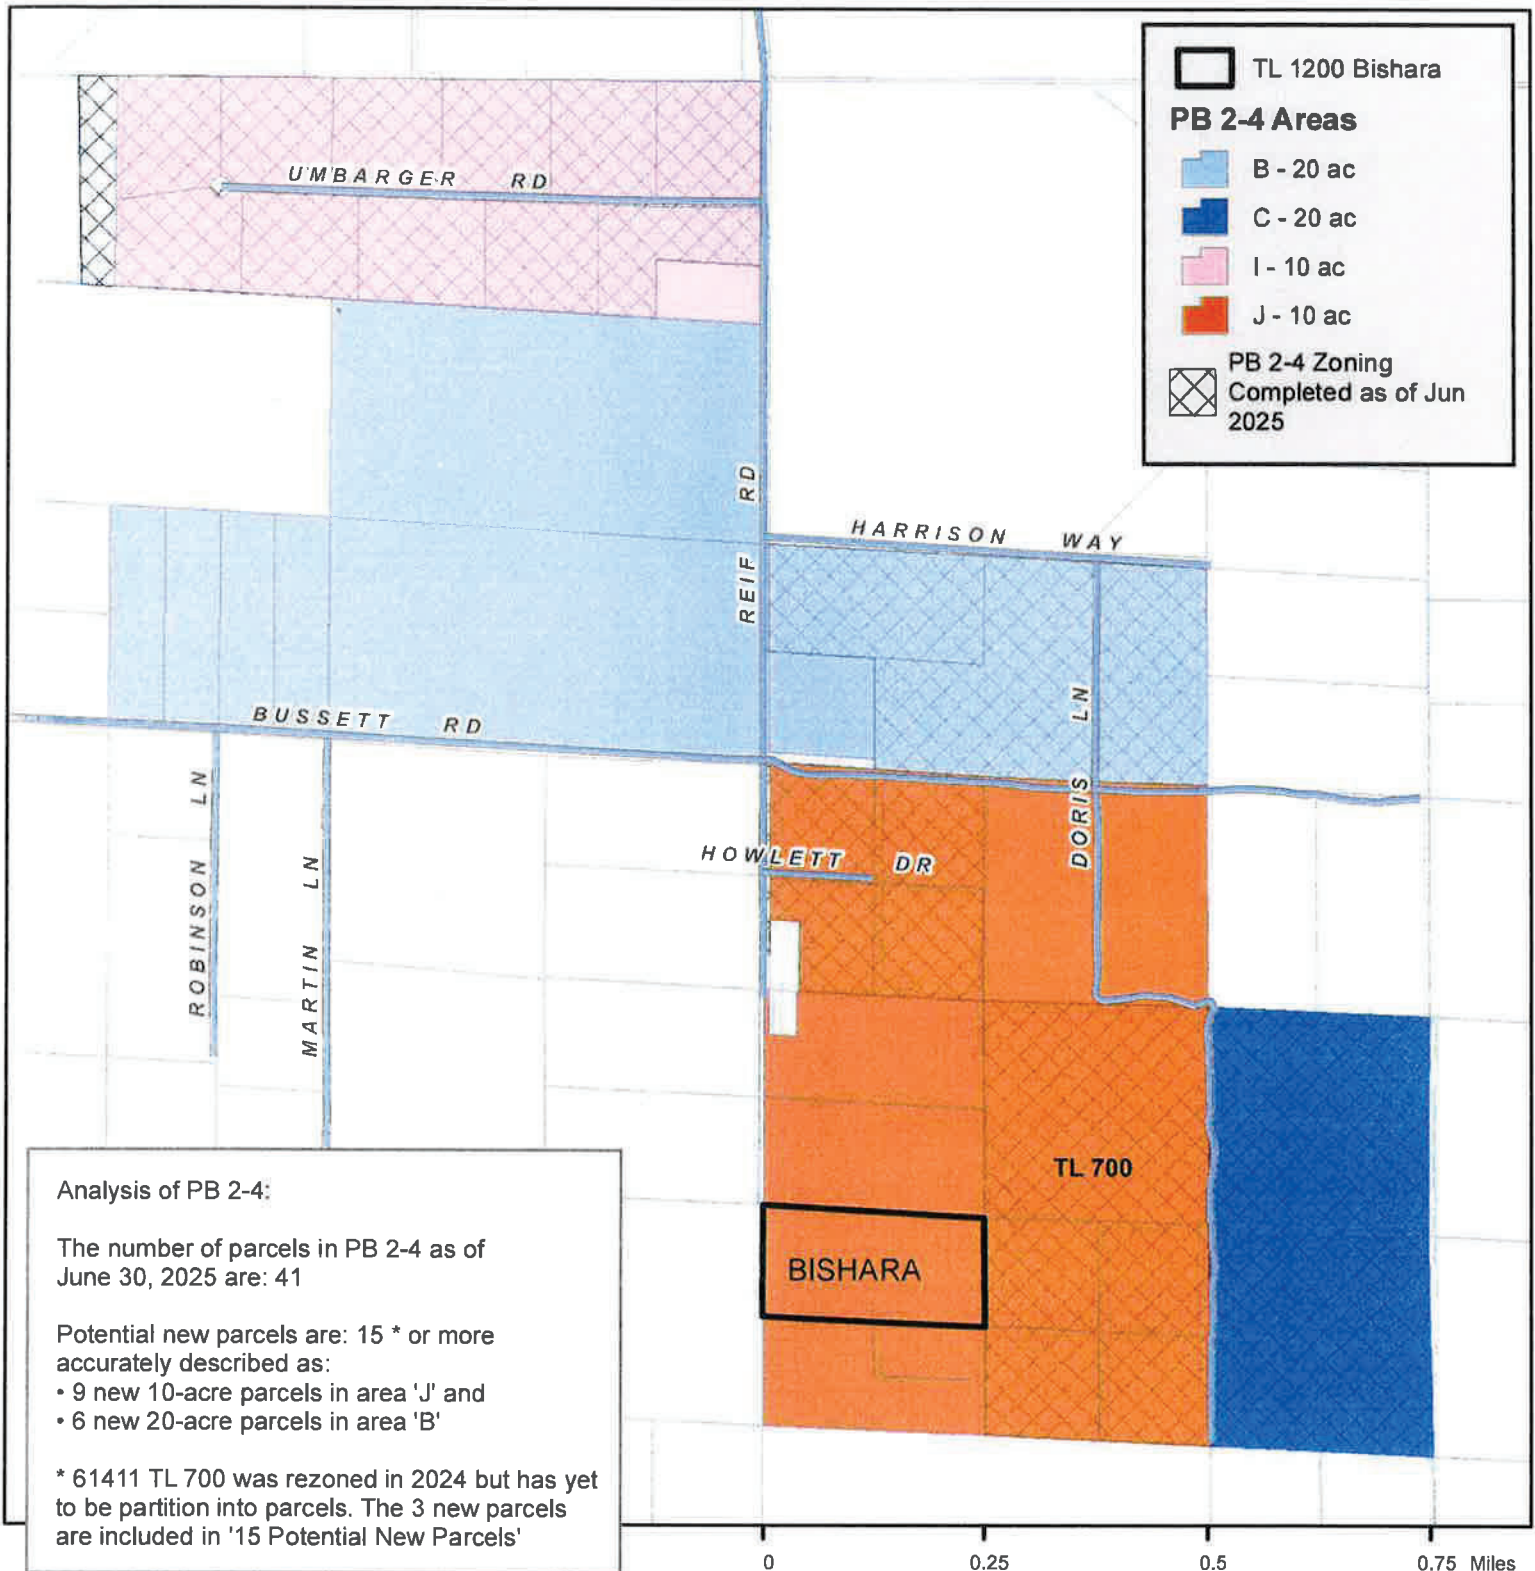 TL 1200 Bishara
PB 2-4 Areas
B - 20 ac
C - 20 ac
I - 10 ac
J - 10 ac
PB 2-4 Zoning
Completed as of Jun
2025
UMBARGER RD
REIF RD
HARRISON WAY
BUSSETT RD
DORIS LN
ROBINSON LN
MARTIN LN
HOWLETT DR
TL 700
BISHARA
Analysis of PB 2-4:
The number of parcels in PB 2-4 as of
June 30, 2025 are: 41
Potential new parcels are: 15 * or more
accurately described as:
• 9 new 10-acre parcels in area 'J' and
• 6 new 20-acre parcels in area 'B'
* 61411 TL 700 was rezoned in 2024 but has yet
to be partition into parcels. The 3 new parcels
are included in '15 Potential New Parcels'
0 0.25 0.5 0.75 Miles